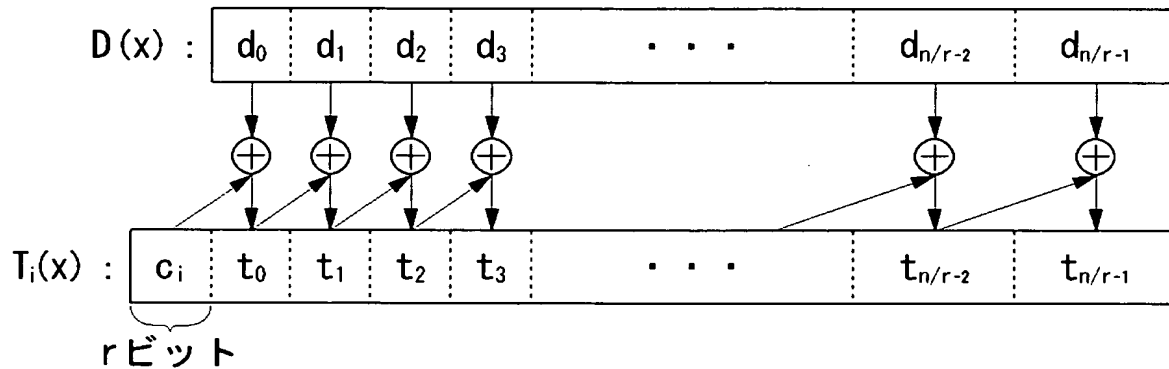 D(x) : d₀ d₁ d₂ d₃ · · · dₙ/ᵣ₋₂ dₙ/ᵣ₋₁
Tᵢ(x) : cᵢ t₀ t₁ t₂ t₃ · · · tₙ/ᵣ₋₂ tₙ/ᵣ₋₁
rビット